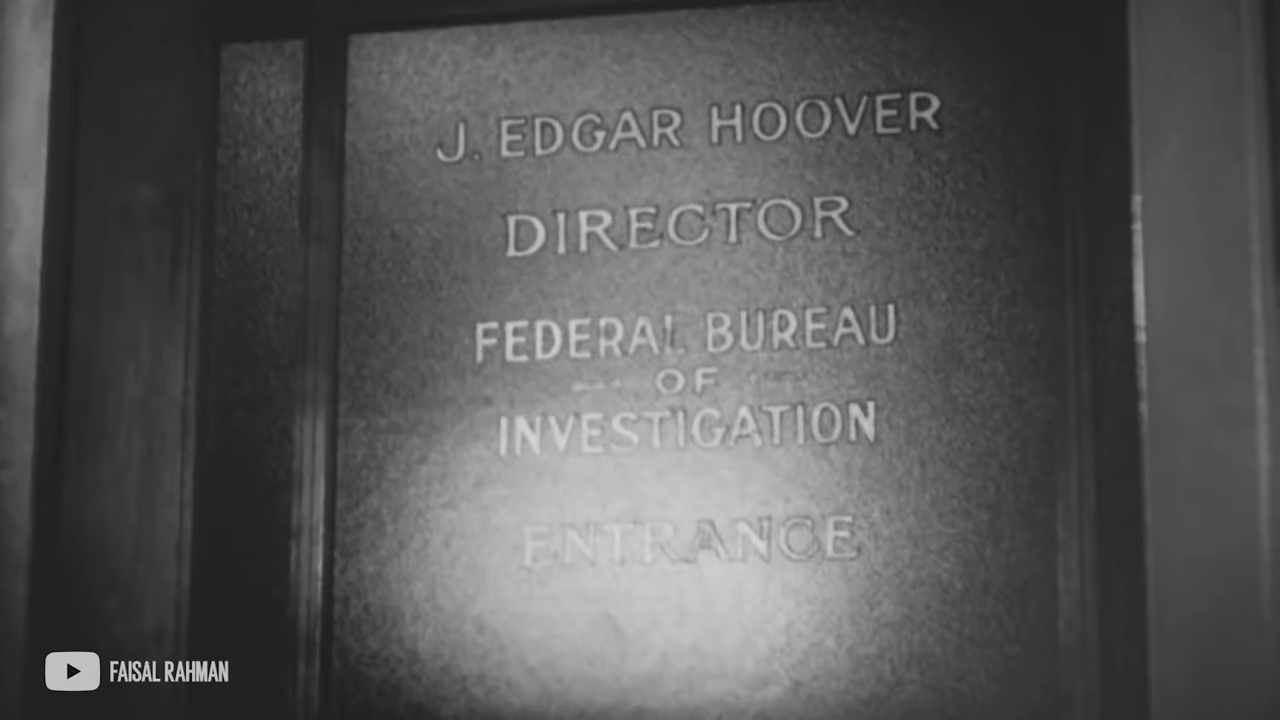 J. EDGAR HOOVER
DIRECTOR
FEDERAL BUREAU
OF
INVESTIGATION
ENTRANCE
FAISAL RAHMAN